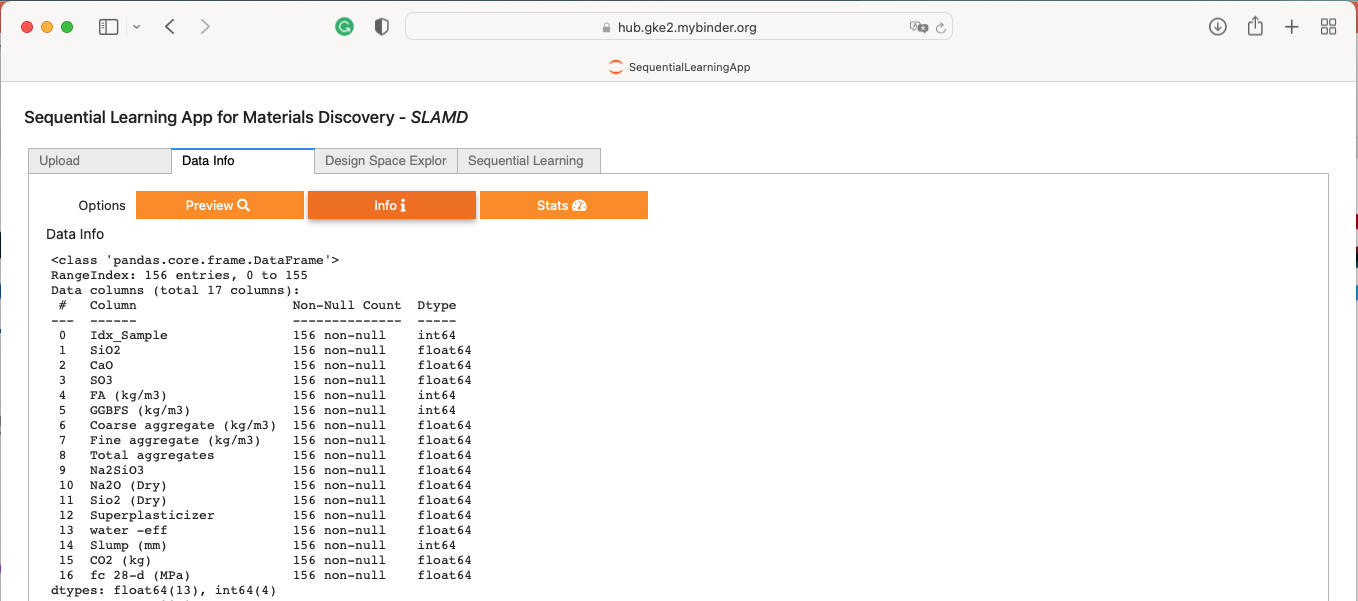 hub.gke2.mybinder.org
SequentialLearningApp
Sequential Learning App for Materials Discovery - SLAMD
Upload Data Info Design Space Explor Sequential Learning
Options Preview Info Stats
Data Info
<class 'pandas.core.frame.DataFrame'>
RangeIndex: 156 entries, 0 to 155
Data columns (total 17 columns):
 #   Column                    Non-Null Count  Dtype
---  ------                    --------------  -----
 0   Idx_Sample                156 non-null    int64
 1   SiO2                      156 non-null    float64
 2   CaO                       156 non-null    float64
 3   SO3                       156 non-null    float64
 4   FA (kg/m3)                156 non-null    int64
 5   GGBFS (kg/m3)             156 non-null    int64
 6   Coarse aggregate (kg/m3)  156 non-null    float64
 7   Fine aggregate (kg/m3)    156 non-null    float64
 8   Total aggregates          156 non-null    float64
 9   Na2SiO3                   156 non-null    float64
 10  Na2O (Dry)                156 non-null    float64
 11  Sio2 (Dry)                156 non-null    float64
 12  Superplasticizer          156 non-null    float64
 13  water -eff                156 non-null    float64
 14  Slump (mm)                156 non-null    int64
 15  CO2 (kg)                  156 non-null    float64
 16  fc 28-d (MPa)             156 non-null    float64
dtypes: float64(13), int64(4)